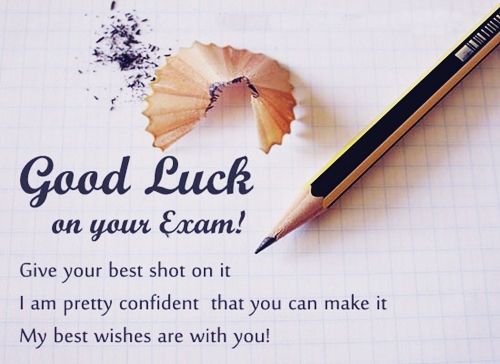 Good Luck
on your Exam!
Give your best shot on it
I am pretty confident that you can make it
My best wishes are with you!